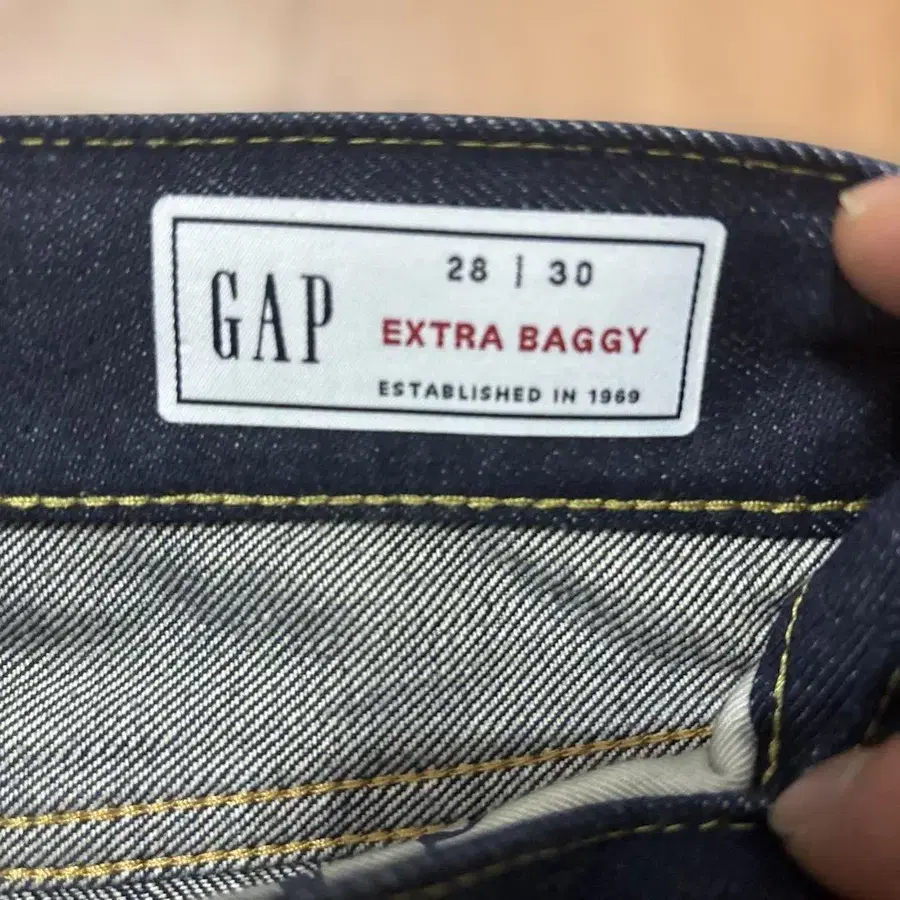 GAP
28 | 30
EXTRA BAGGY
ESTABLISHED IN 1969